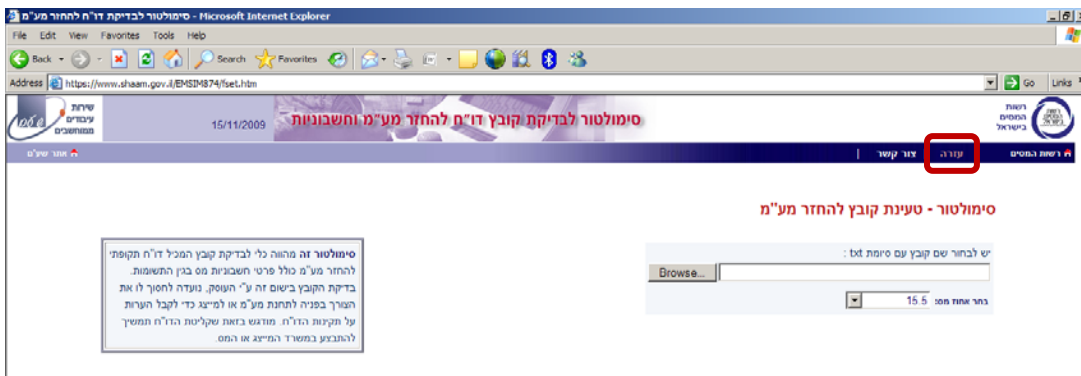 סימולטור לבדיקת דו"ח להחזר מע"מ - Microsoft Internet Explorer
File Edit View Favorites Tools Help
Back Search Favorites
Address https://www.shaam.gov.il/EMSIM874/fset.htm Go Links
רשות המסים בישראל
סימולטור לבדיקת קובץ דו"ח להחזר מע"מ וחשבוניות
15/11/2009
שירות עיבודים ממוחשבים
רשות המסים עזרה צור קשר | אתר שע"ם
סימולטור - טעינת קובץ להחזר מע"מ
יש לבחור שם קובץ עם סיומת txt :
Browse...
בחר אחוז מס: 15.5
סימולטור זה מהווה כלי לבדיקת קובץ המכיל דו"ח תקופתי
להחזר מע"מ כולל פרטי חשבוניות מס בגין התשומות.
בדיקת הקובץ בישום זה ע"י העוסק, נועדה לחסוך לו את
הצורך בפניה לתחנת מע"מ או למייצג כדי לקבל הערות
על תקינות הדו"ח. מודגש בזאת שקליטת הדו"ח תמשיך
להתבצע במשרד המייצג או המס.